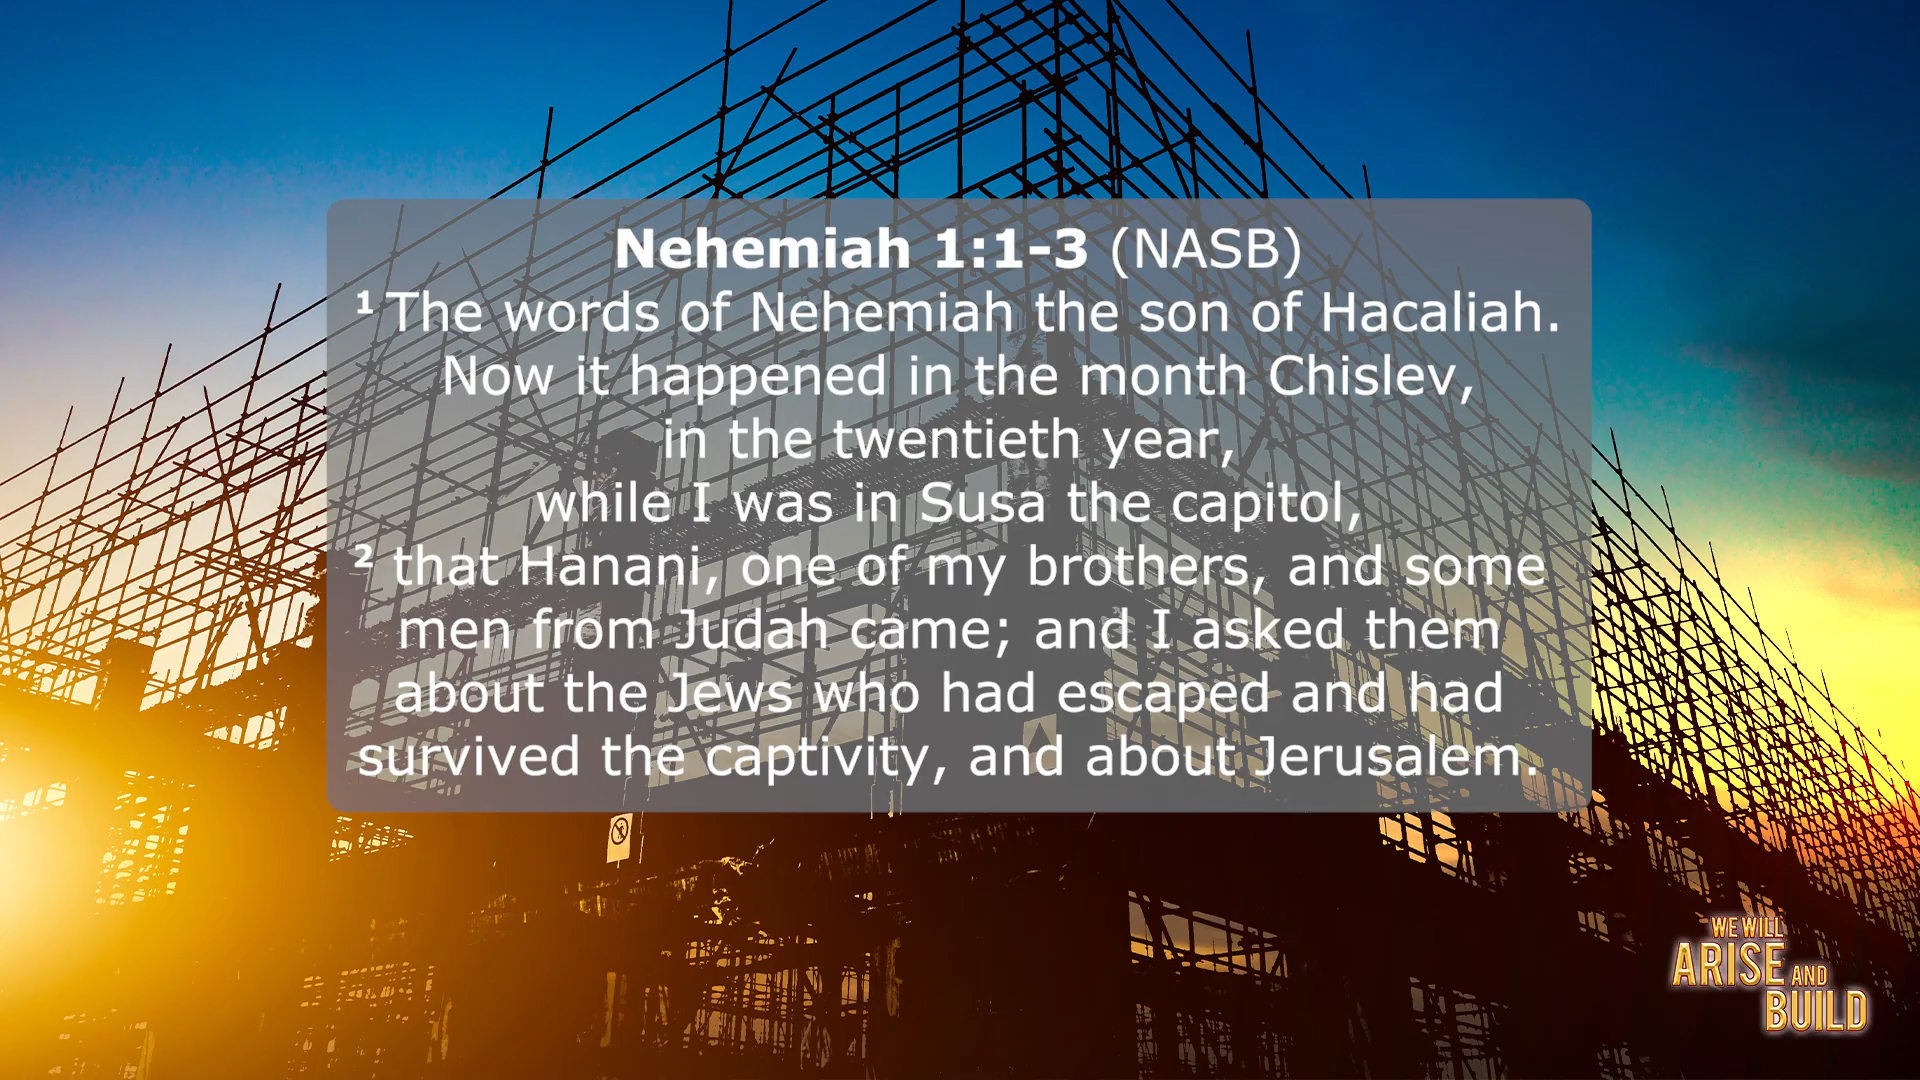 Nehemiah 1:1-3 (NASB)
¹ The words of Nehemiah the son of Hacaliah.
Now it happened in the month Chislev,
in the twentieth year,
while I was in Susa the capitol,
² that Hanani, one of my brothers, and some
men from Judah came; and I asked them
about the Jews who had escaped and had
survived the captivity, and about Jerusalem.
WE WILL
ARISE AND
BUILD